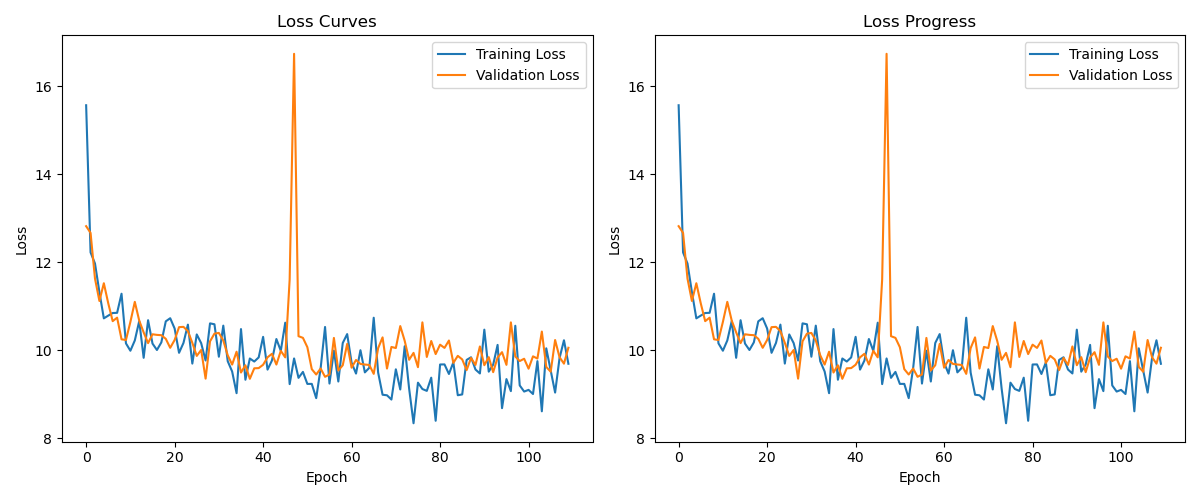 Loss Curves
Training Loss
Validation Loss
16
14
12
10
8
Loss
0 20 40 60 80 100
Epoch
Loss Progress
Training Loss
Validation Loss
16
14
12
10
8
Loss
0 20 40 60 80 100
Epoch